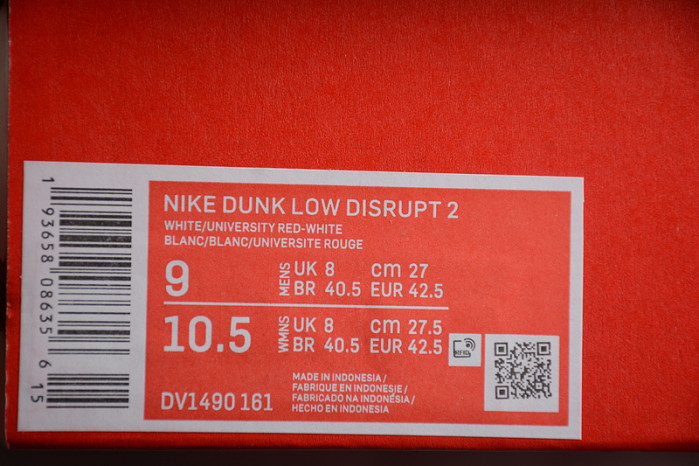 NIKE DUNK LOW DISRUPT 2
WHITE/UNIVERSITY RED-WHITE
BLANC/BLANC/UNIVERSITE ROUGE
9 MENS UK 8 cm 27
BR 40.5 EUR 42.5
10.5 WMNS UK 8 cm 27.5
BR 40.5 EUR 42.5
DV1490 161
MADE IN INDONESIA /
FABRIQUE EN INDONESIE /
FABRICADO NA INDONÉSIA /
HECHO EN INDONESIA
1 93658 08635 6 15